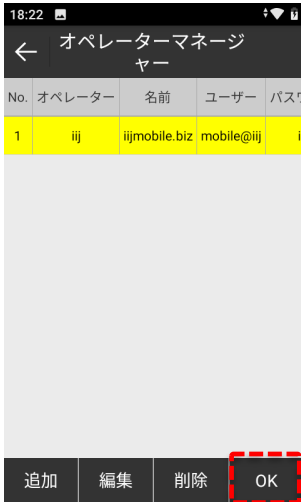 18:22
オペレーターマネージ
ャー
No. オペレーター 名前 ユーザー パスワ
1 iij iijmobile.biz mobile@iij i
追加 編集 削除 OK